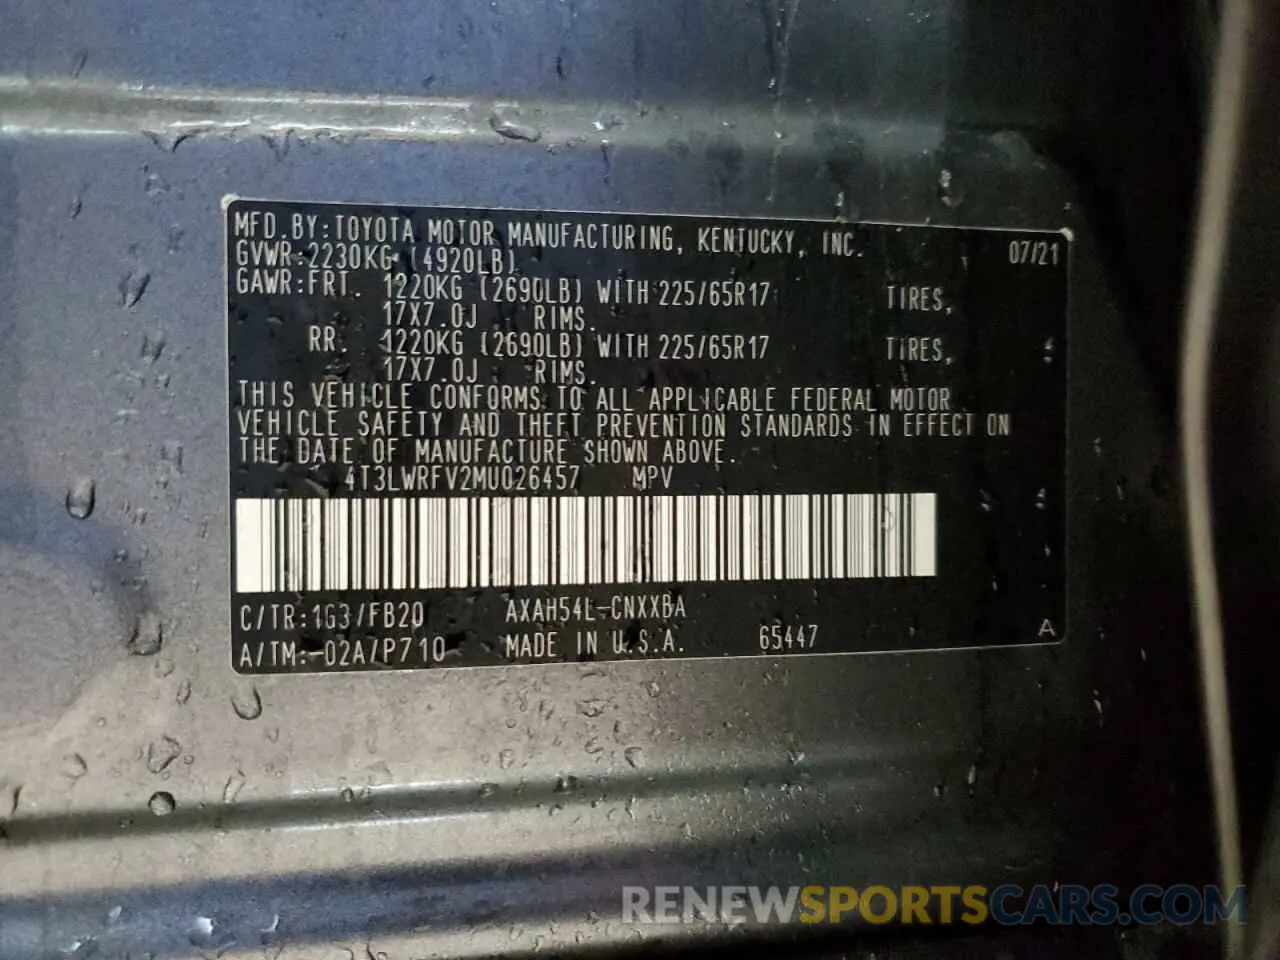 MFD.BY:TOYOTA MOTOR MANUFACTURING, KENTUCKY, INC. 07/21
GVWR:2230KG (4920LB)
GAWR:FRT. 1220KG (2690LB) WITH 225/65R17 TIRES,
17X7.0J RIMS.
RR. 1220KG (2690LB) WITH 225/65R17 TIRES,
17X7.0J RIMS.
THIS VEHICLE CONFORMS TO ALL APPLICABLE FEDERAL MOTOR
VEHICLE SAFETY AND THEFT PREVENTION STANDARDS IN EFFECT ON
THE DATE OF MANUFACTURE SHOWN ABOVE.
4T3LWRFV2MU026457 MPV
C/TR:1G3/FB20 AXAH54L-CNXXBA
A/TM:-02A/P710 MADE IN U.S.A. 65447 A
RENEWSPORTSCARS.COM